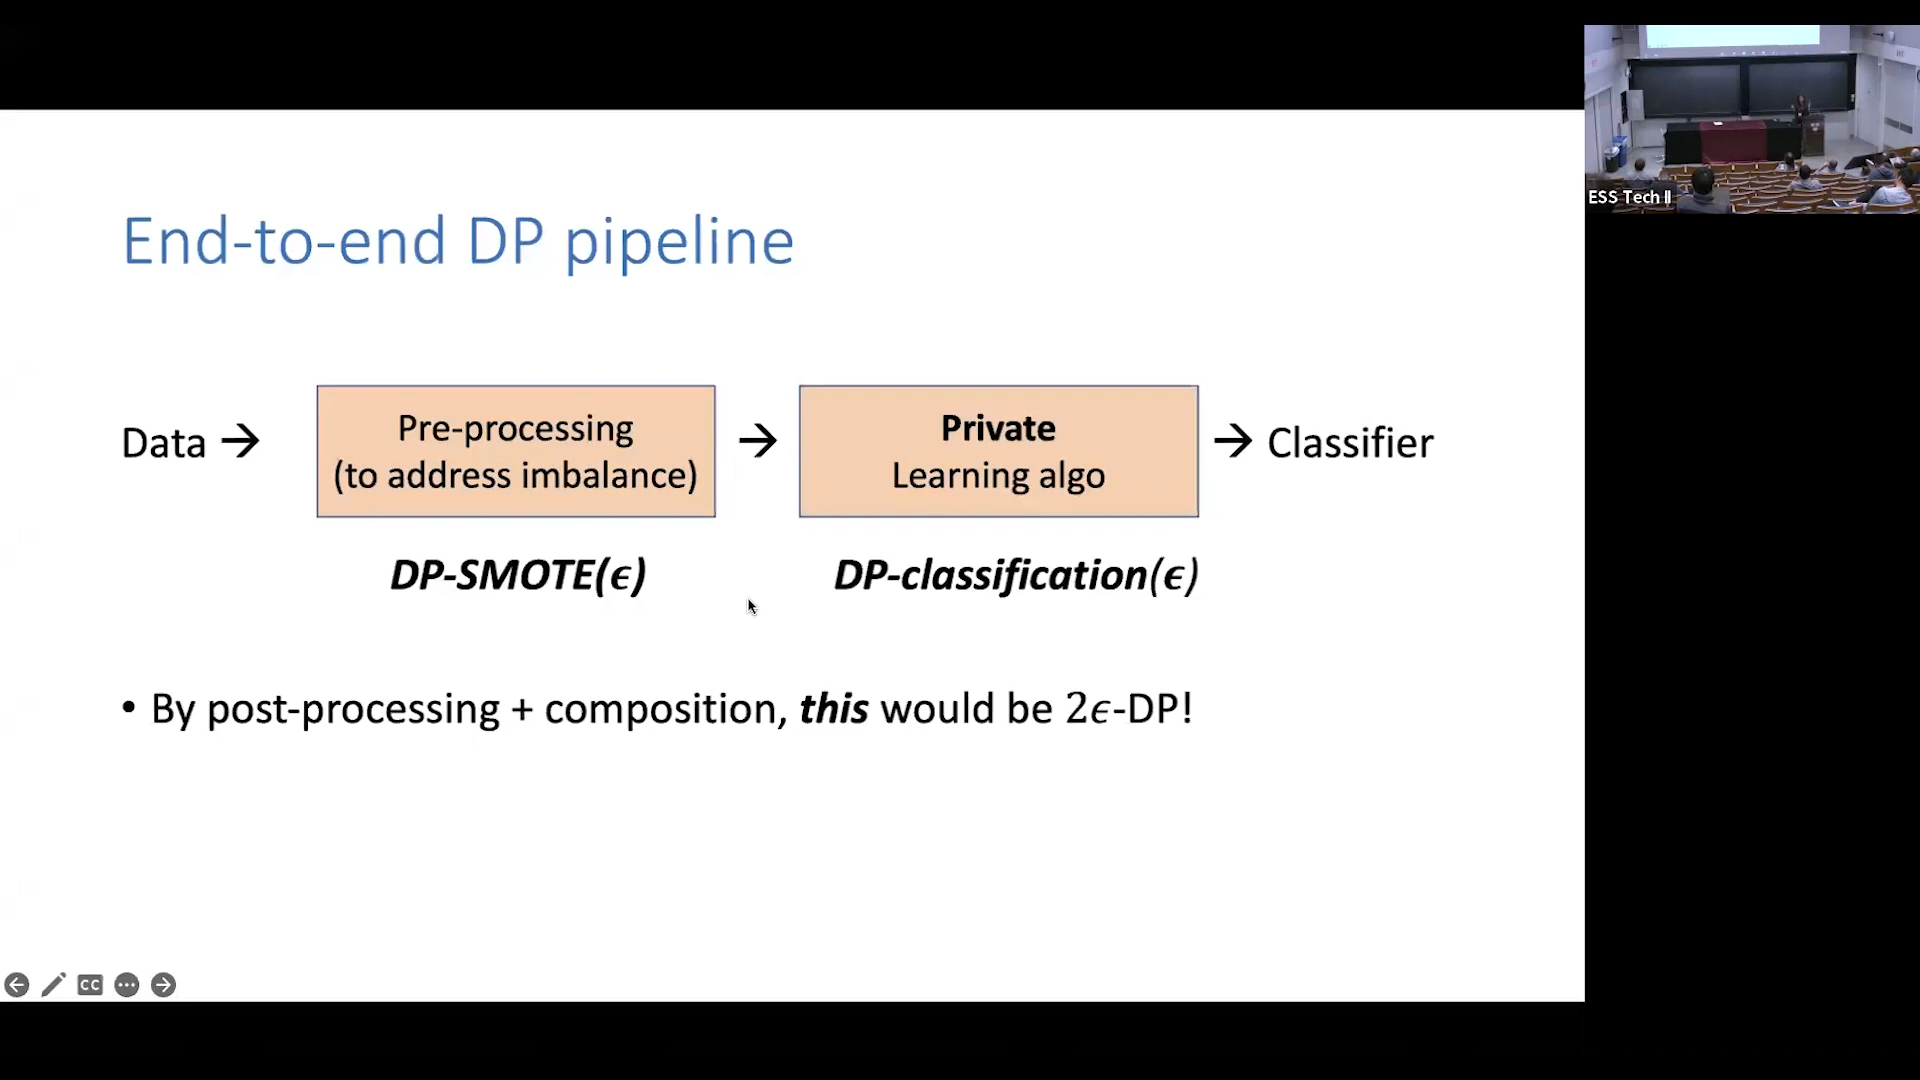 End-to-end DP pipeline
Data → Pre-processing → Private → Classifier
(to address imbalance) Learning algo
DP-SMOTE(ϵ) DP-classification(ϵ)
• By post-processing + composition, this would be 2ϵ-DP!
CC
ESS Tech II